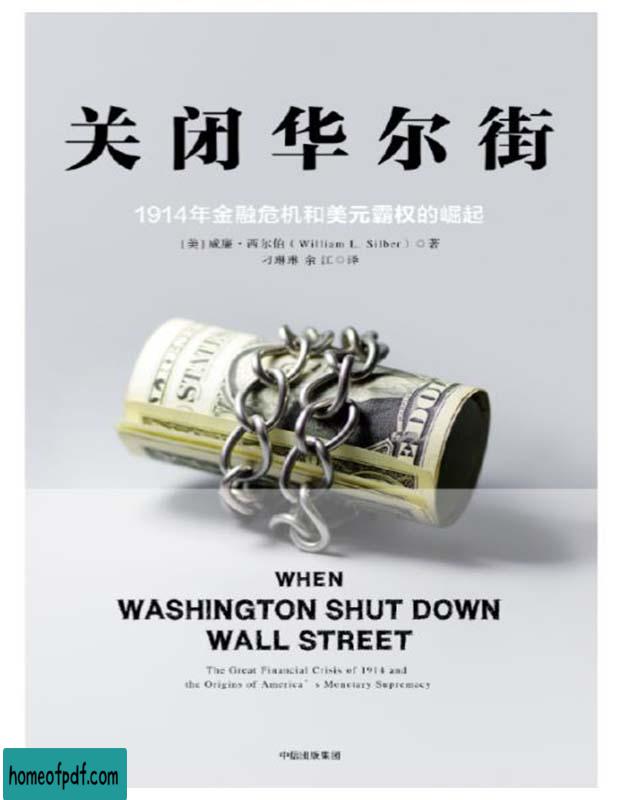 关闭华尔街
1914年金融危机和美元霸权的崛起
[美]威廉·西尔伯(William L. Silber)◎著
刁琳琳 余江◎译
STATES
DOL
WHEN
WASHINGTON SHUT DOWN
WALL STREET
The Great Financial Crisis of 1914 and
the Origins of America's Monetary Supremacy
中信出版集团
homeofpdf.com